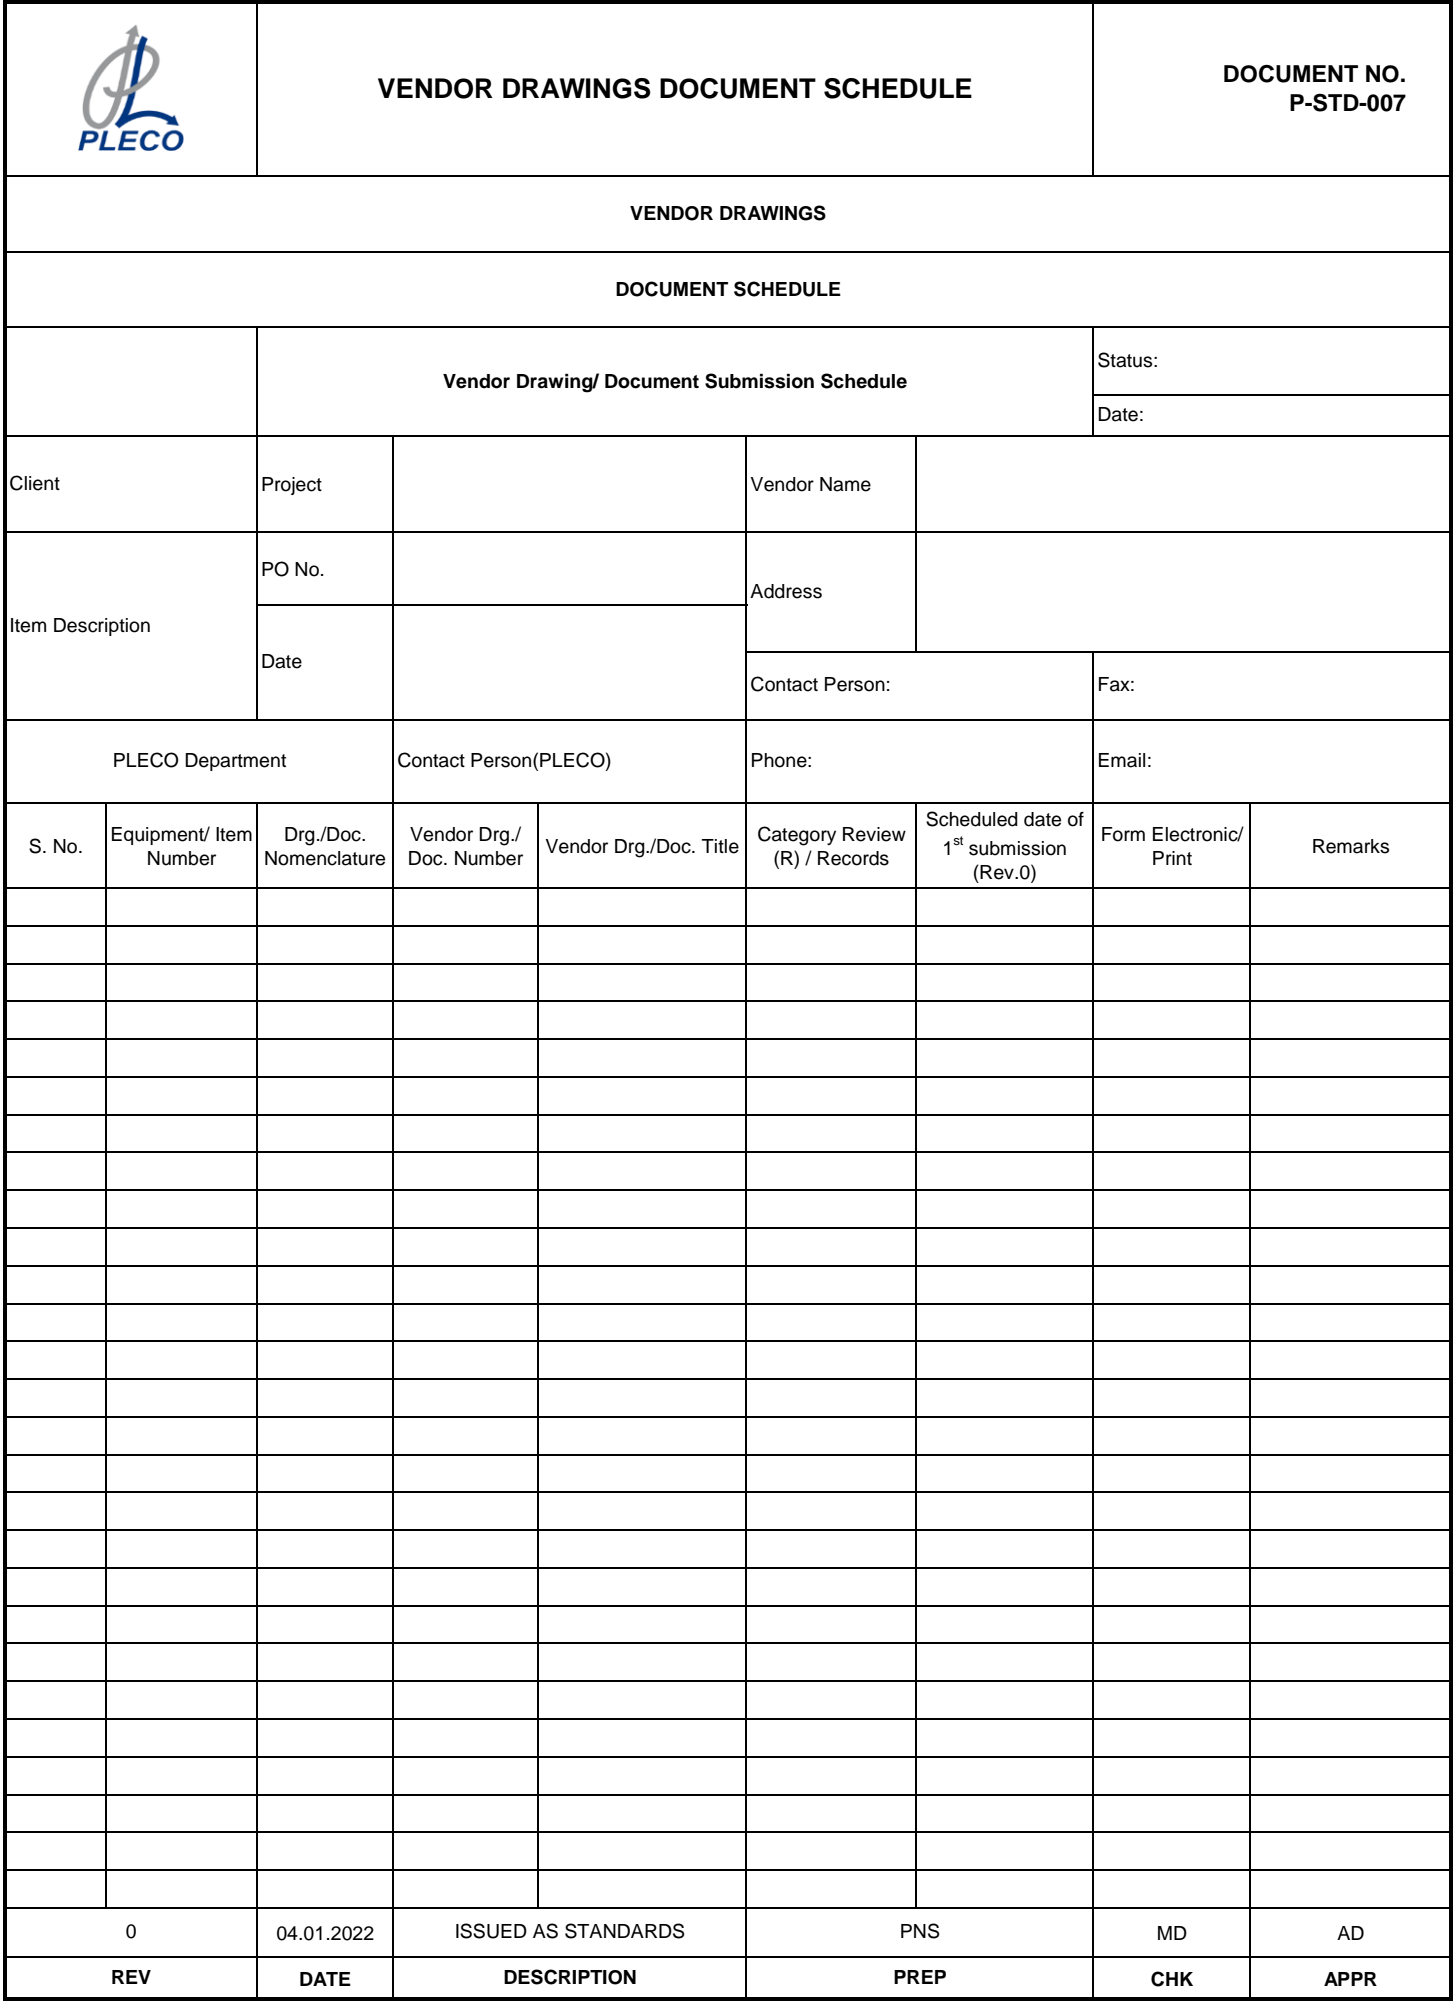 PLECO
VENDOR DRAWINGS DOCUMENT SCHEDULE
DOCUMENT NO.
P-STD-007
VENDOR DRAWINGS
DOCUMENT SCHEDULE
Vendor Drawing/ Document Submission Schedule
Status:
Date:
Client
Project
Vendor Name
Item Description
PO No.
Address
Date
Contact Person:
Fax:
PLECO Department
Contact Person(PLECO)
Phone:
Email:
S. No.
Equipment/ Item
Number
Drg./Doc.
Nomenclature
Vendor Drg./
Doc. Number
Vendor Drg./Doc. Title
Category Review
(R) / Records
Scheduled date of
1st submission
(Rev.0)
Form Electronic/
Print
Remarks
0
04.01.2022
ISSUED AS STANDARDS
PNS
MD
AD
REV
DATE
DESCRIPTION
PREP
CHK
APPR